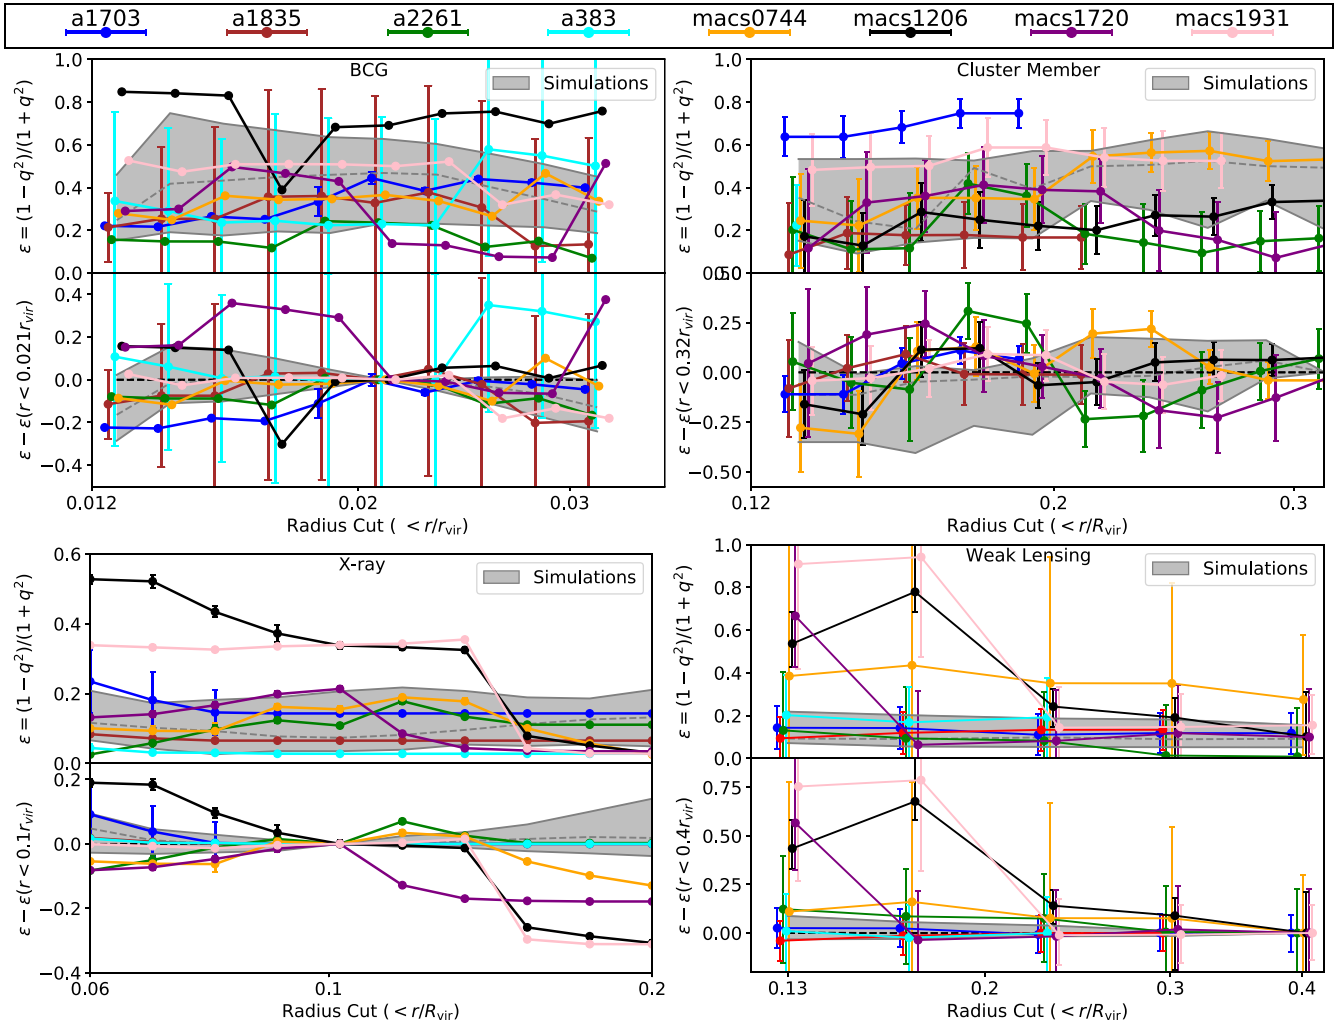 a1703 a1835 a2261 a383 macs0744 macs1206 macs1720 macs1931
BCG
Simulations
ε = (1 − q²)/(1 + q²)
1.0
0.8
0.6
0.4
0.2
0.0
ε − ε(r < 0.021r_vir)
0.4
0.2
0.0
−0.2
−0.4
0.012 0.02 0.03
Radius Cut ( < r/r_vir)
Cluster Member
Simulations
ε = (1 − q²)/(1 + q²)
1.0
0.8
0.6
0.4
0.2
ε − ε(r < 0.32r_vir)
0.25
0.00
−0.25
−0.50
0.12 0.2 0.3
Radius Cut (< r/R_vir)
X-ray
Simulations
ε = (1 − q²)/(1 + q²)
0.6
0.4
0.2
0.0
ε − ε(r < 0.1r_vir)
0.2
0.0
−0.2
−0.4
0.06 0.1 0.2
Radius Cut ( < r/R_vir)
Weak Lensing
Simulations
ε = (1 − q²)/(1 + q²)
1.0
0.8
0.6
0.4
0.2
0.0
ε − ε(r < 0.4r_vir)
0.75
0.50
0.25
0.00
0.13 0.2 0.3 0.4
Radius Cut (< r/R_vir)